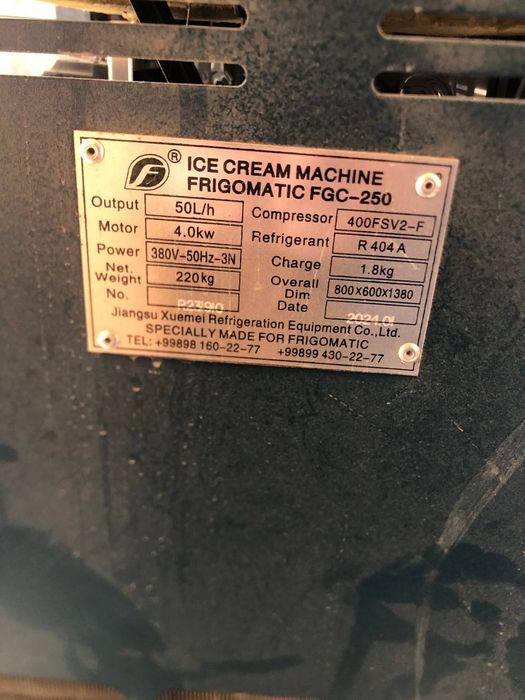 ® ICE CREAM MACHINE
FRIGOMATIC FGC-250
Output 50L/h Compressor 400FSV2-F
Motor 4.0kw Refrigerant R 404 A
Power 380V-50Hz-3N Charge 1.8kg
Net. Weight 220kg Overall Dim 800X600X1380
No. Date 2024.01
Jiangsu Xuemei Refrigeration Equipment Co.,Ltd.
SPECIALLY MADE FOR FRIGOMATIC
TEL: +99898 160-22-77 +99899 430-22-77